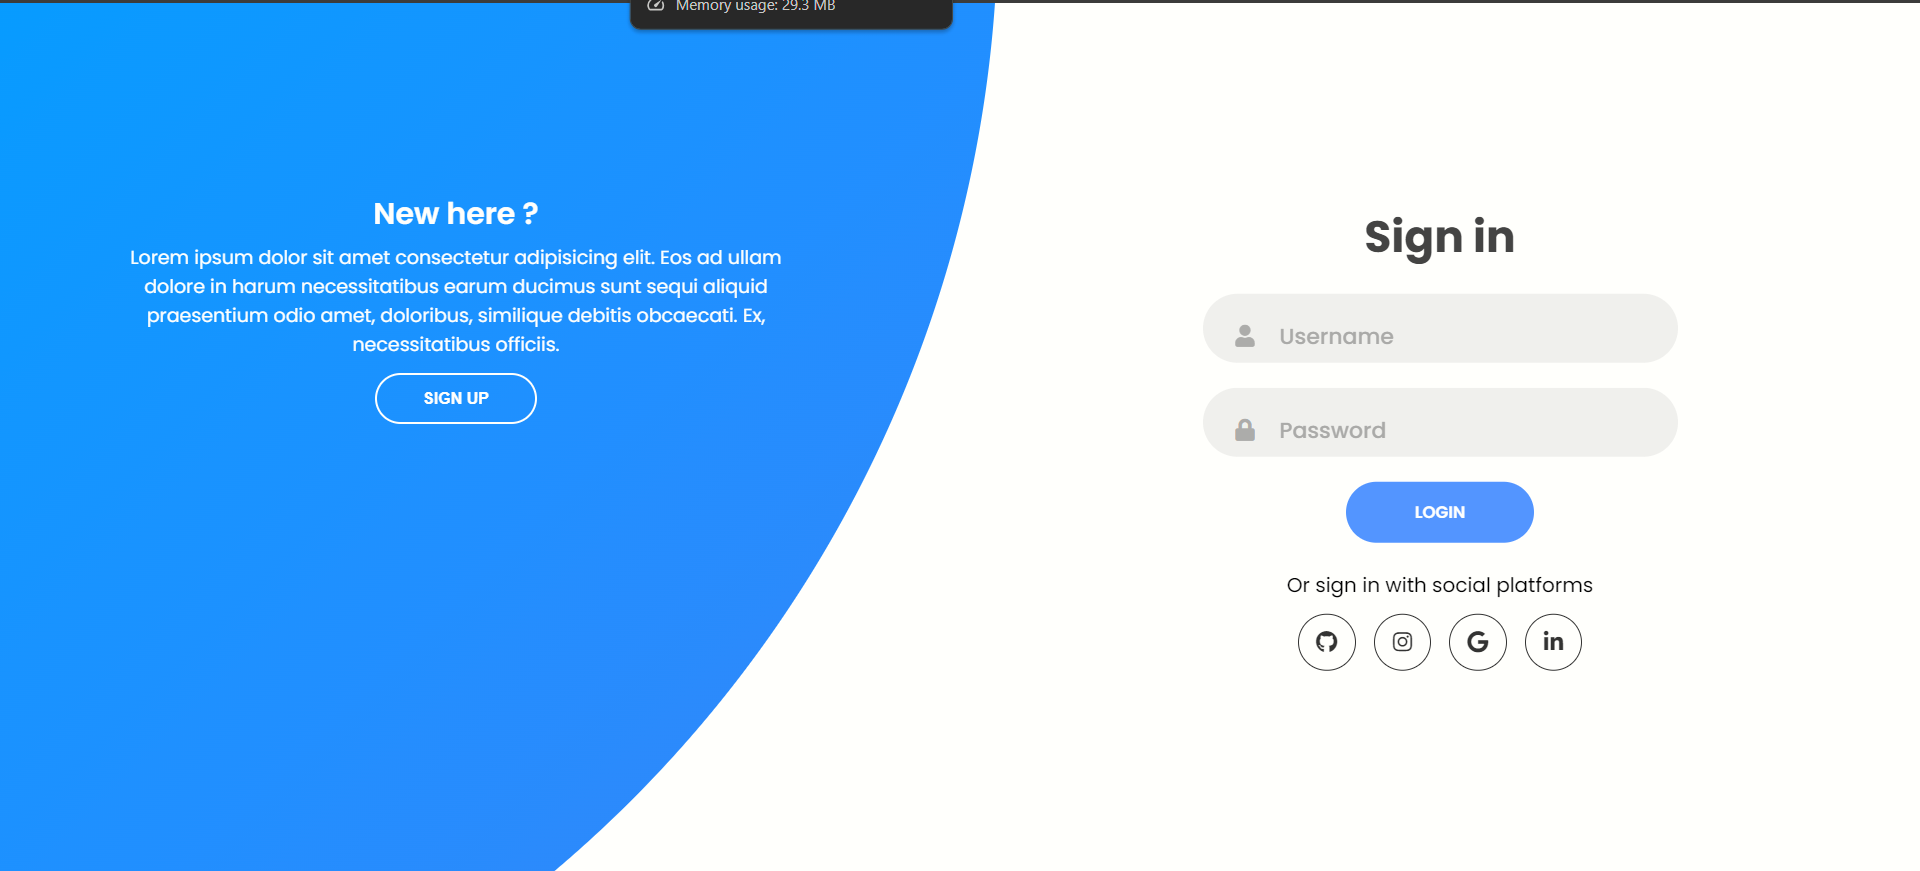 Memory usage: 29.3 MB
New here ?
Lorem ipsum dolor sit amet consectetur adipisicing elit. Eos ad ullam
dolore in harum necessitatibus earum ducimus sunt sequi aliquid
praesentium odio amet, doloribus, similique debitis obcaecati. Ex,
necessitatibus officiis.
SIGN UP
Sign in
Username
Password
LOGIN
Or sign in with social platforms